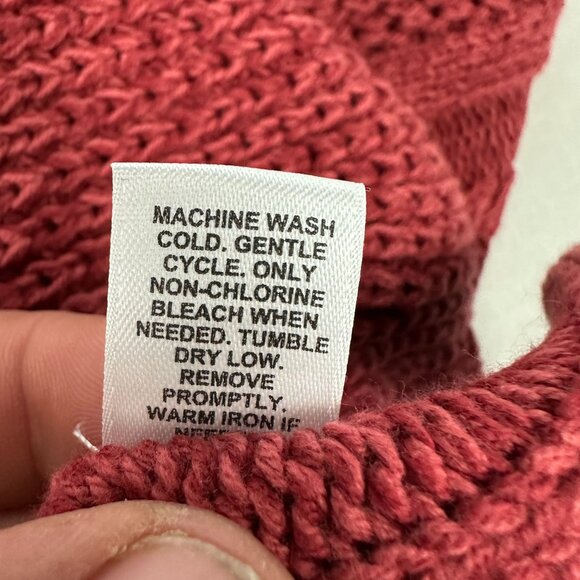 MACHINE WASH
COLD. GENTLE
CYCLE. ONLY
NON-CHLORINE
BLEACH WHEN
NEEDED. TUMBLE
DRY LOW.
REMOVE
PROMPTLY.
WARM IRON IF